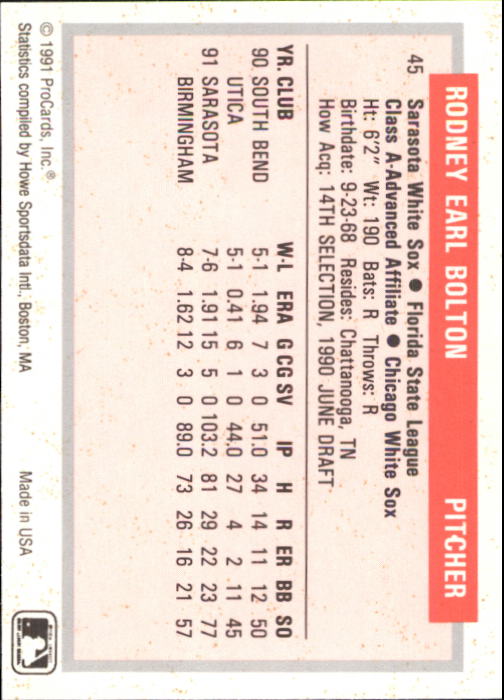 RODNEY EARL BOLTON PITCHER
45 Sarasota White Sox ● Florida State League
Class A-Advanced Affiliate ● Chicago White Sox
Ht: 6'2" Wt: 190 Bats: R Throws: R
Birthdate: 9-23-68 Resides: Chattanooga, TN
How Acq: 14TH SELECTION, 1990 JUNE DRAFT
YR. CLUB W-L ERA G CG SV IP H R ER BB SO
90 SOUTH BEND 5-1 1.94 7 3 0 51.0 34 14 11 12 50
UTICA 5-1 0.41 6 1 0 44.0 27 4 2 11 45
91 SARASOTA 7-6 1.91 15 5 0 103.2 81 29 22 23 77
BIRMINGHAM 8-4 1.62 12 3 0 89.0 73 26 16 21 57
© 1991 ProCards, Inc.®
Statistics compiled by Howe Sportsdata Intl., Boston, MA Made in USA